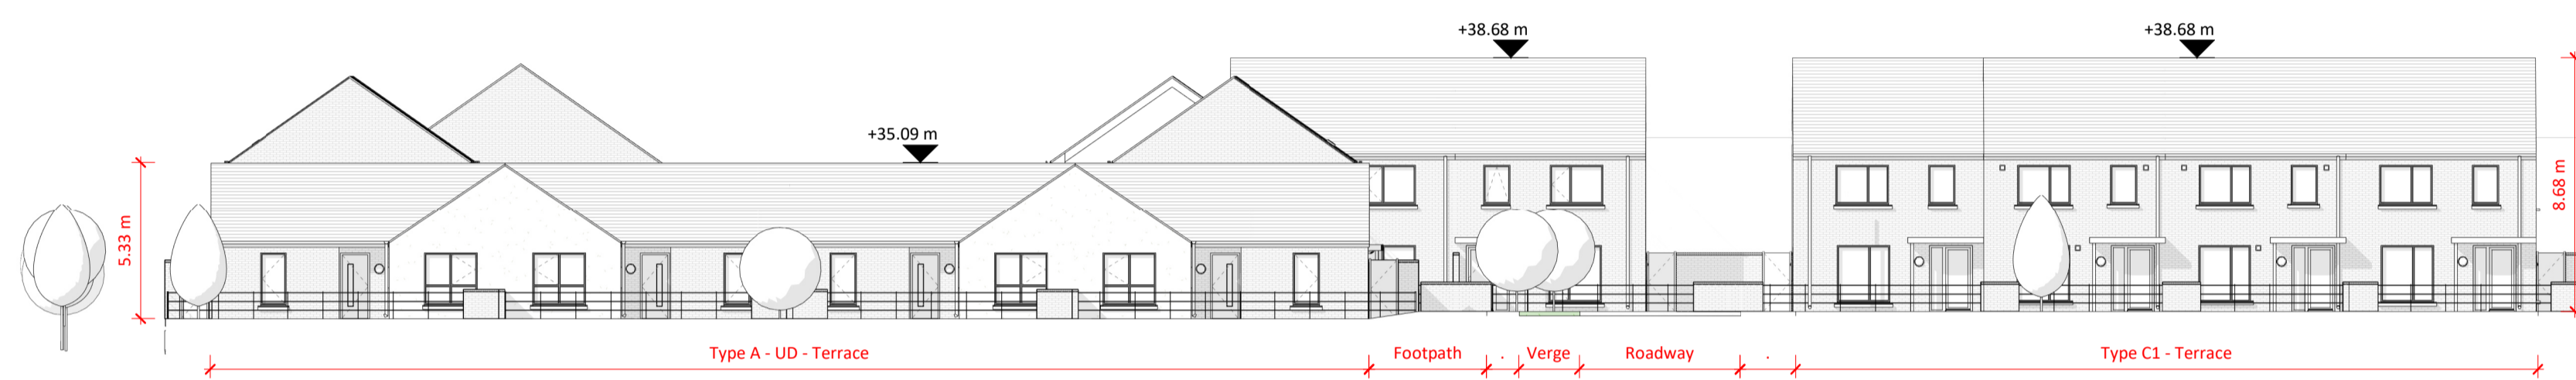 +38.68 m
+38.68 m
+35.09 m
5.33 m
8.68 m
Type A - UD - Terrace
Footpath
.
Verge
Roadway
.
Type C1 - Terrace